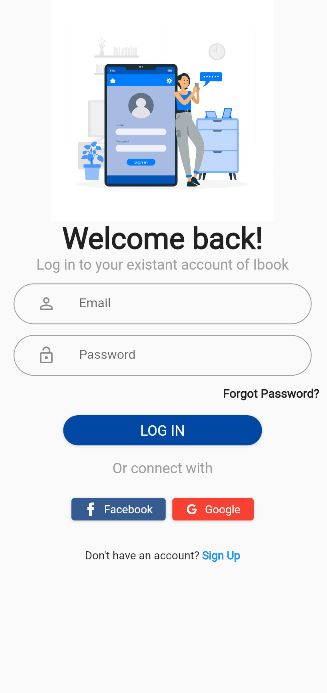 Welcome back!
Log in to your existant account of Ibook
Email
Password
Forgot Password?
LOG IN
Or connect with
Facebook
Google
Don't have an account? Sign Up